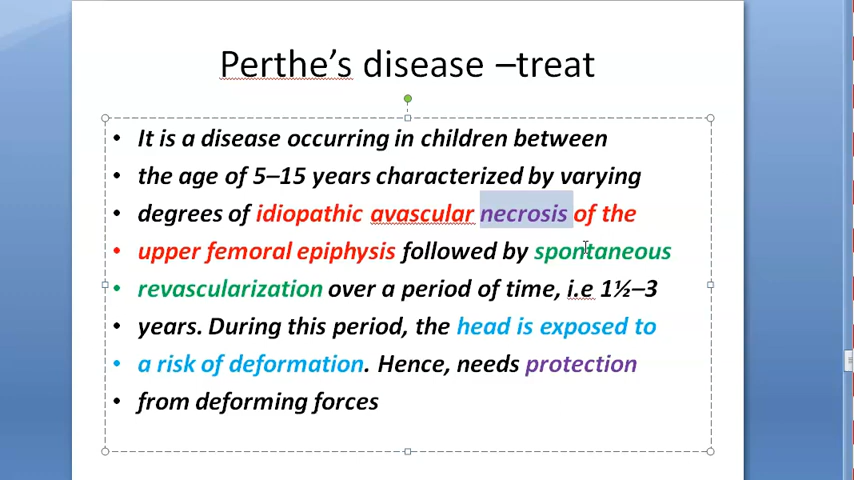 Perthe's disease –treat
• It is a disease occurring in children between
• the age of 5–15 years characterized by varying
• degrees of idiopathic avascular necrosis of the
• upper femoral epiphysis followed by spontaneous
• revascularization over a period of time, i.e 1½–3
• years. During this period, the head is exposed to
• a risk of deformation. Hence, needs protection
• from deforming forces